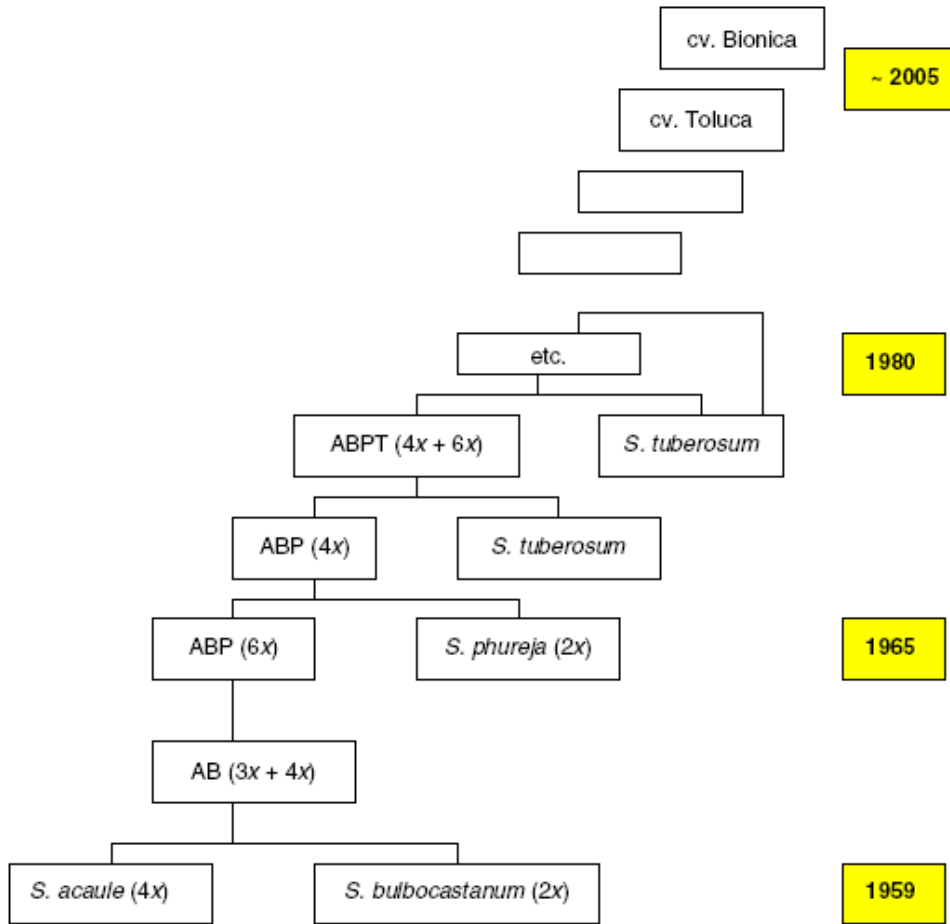 cv. Bionica
~ 2005
cv. Toluca
etc.
1980
ABPT (4x + 6x)
S. tuberosum
ABP (4x)
S. tuberosum
ABP (6x)
S. phureja (2x)
1965
AB (3x + 4x)
S. acaule (4x)
S. bulbocastanum (2x)
1959